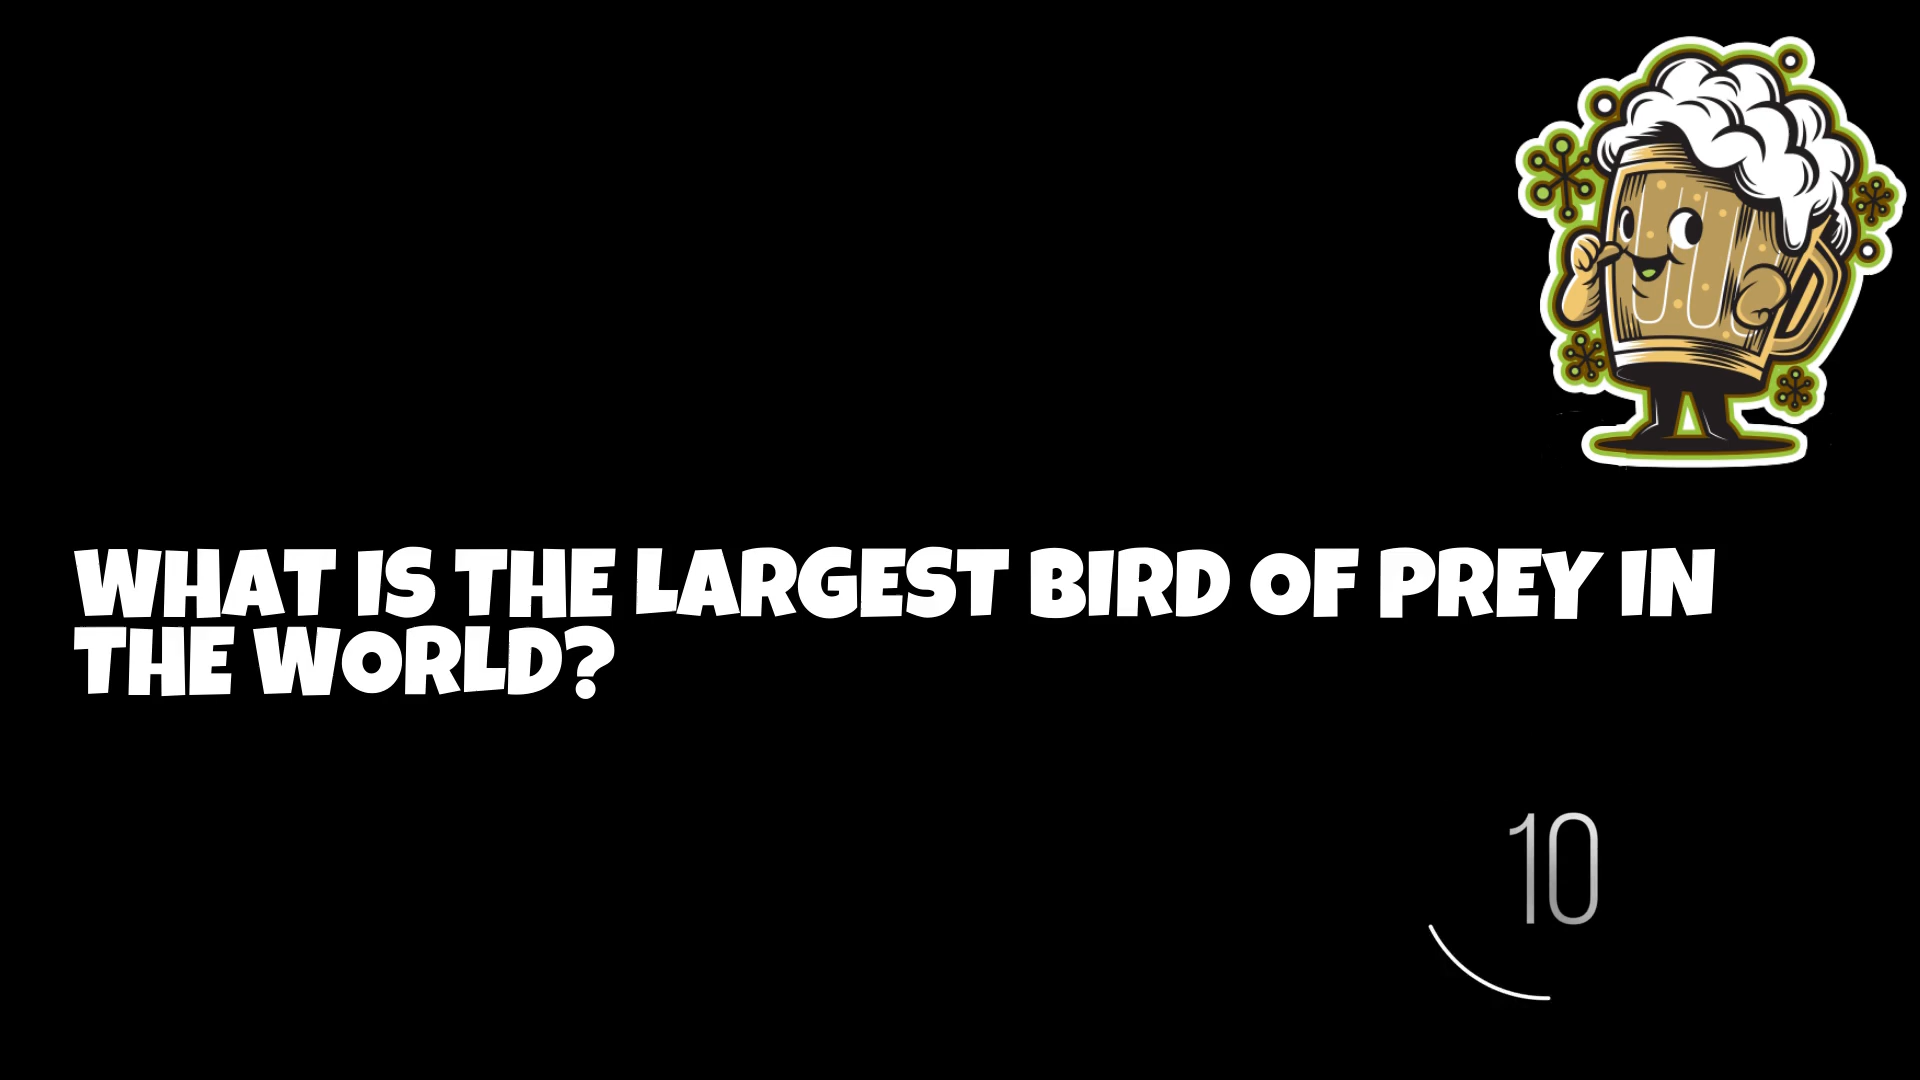 WHAT IS THE LARGEST BIRD OF PREY IN
THE WORLD?
10